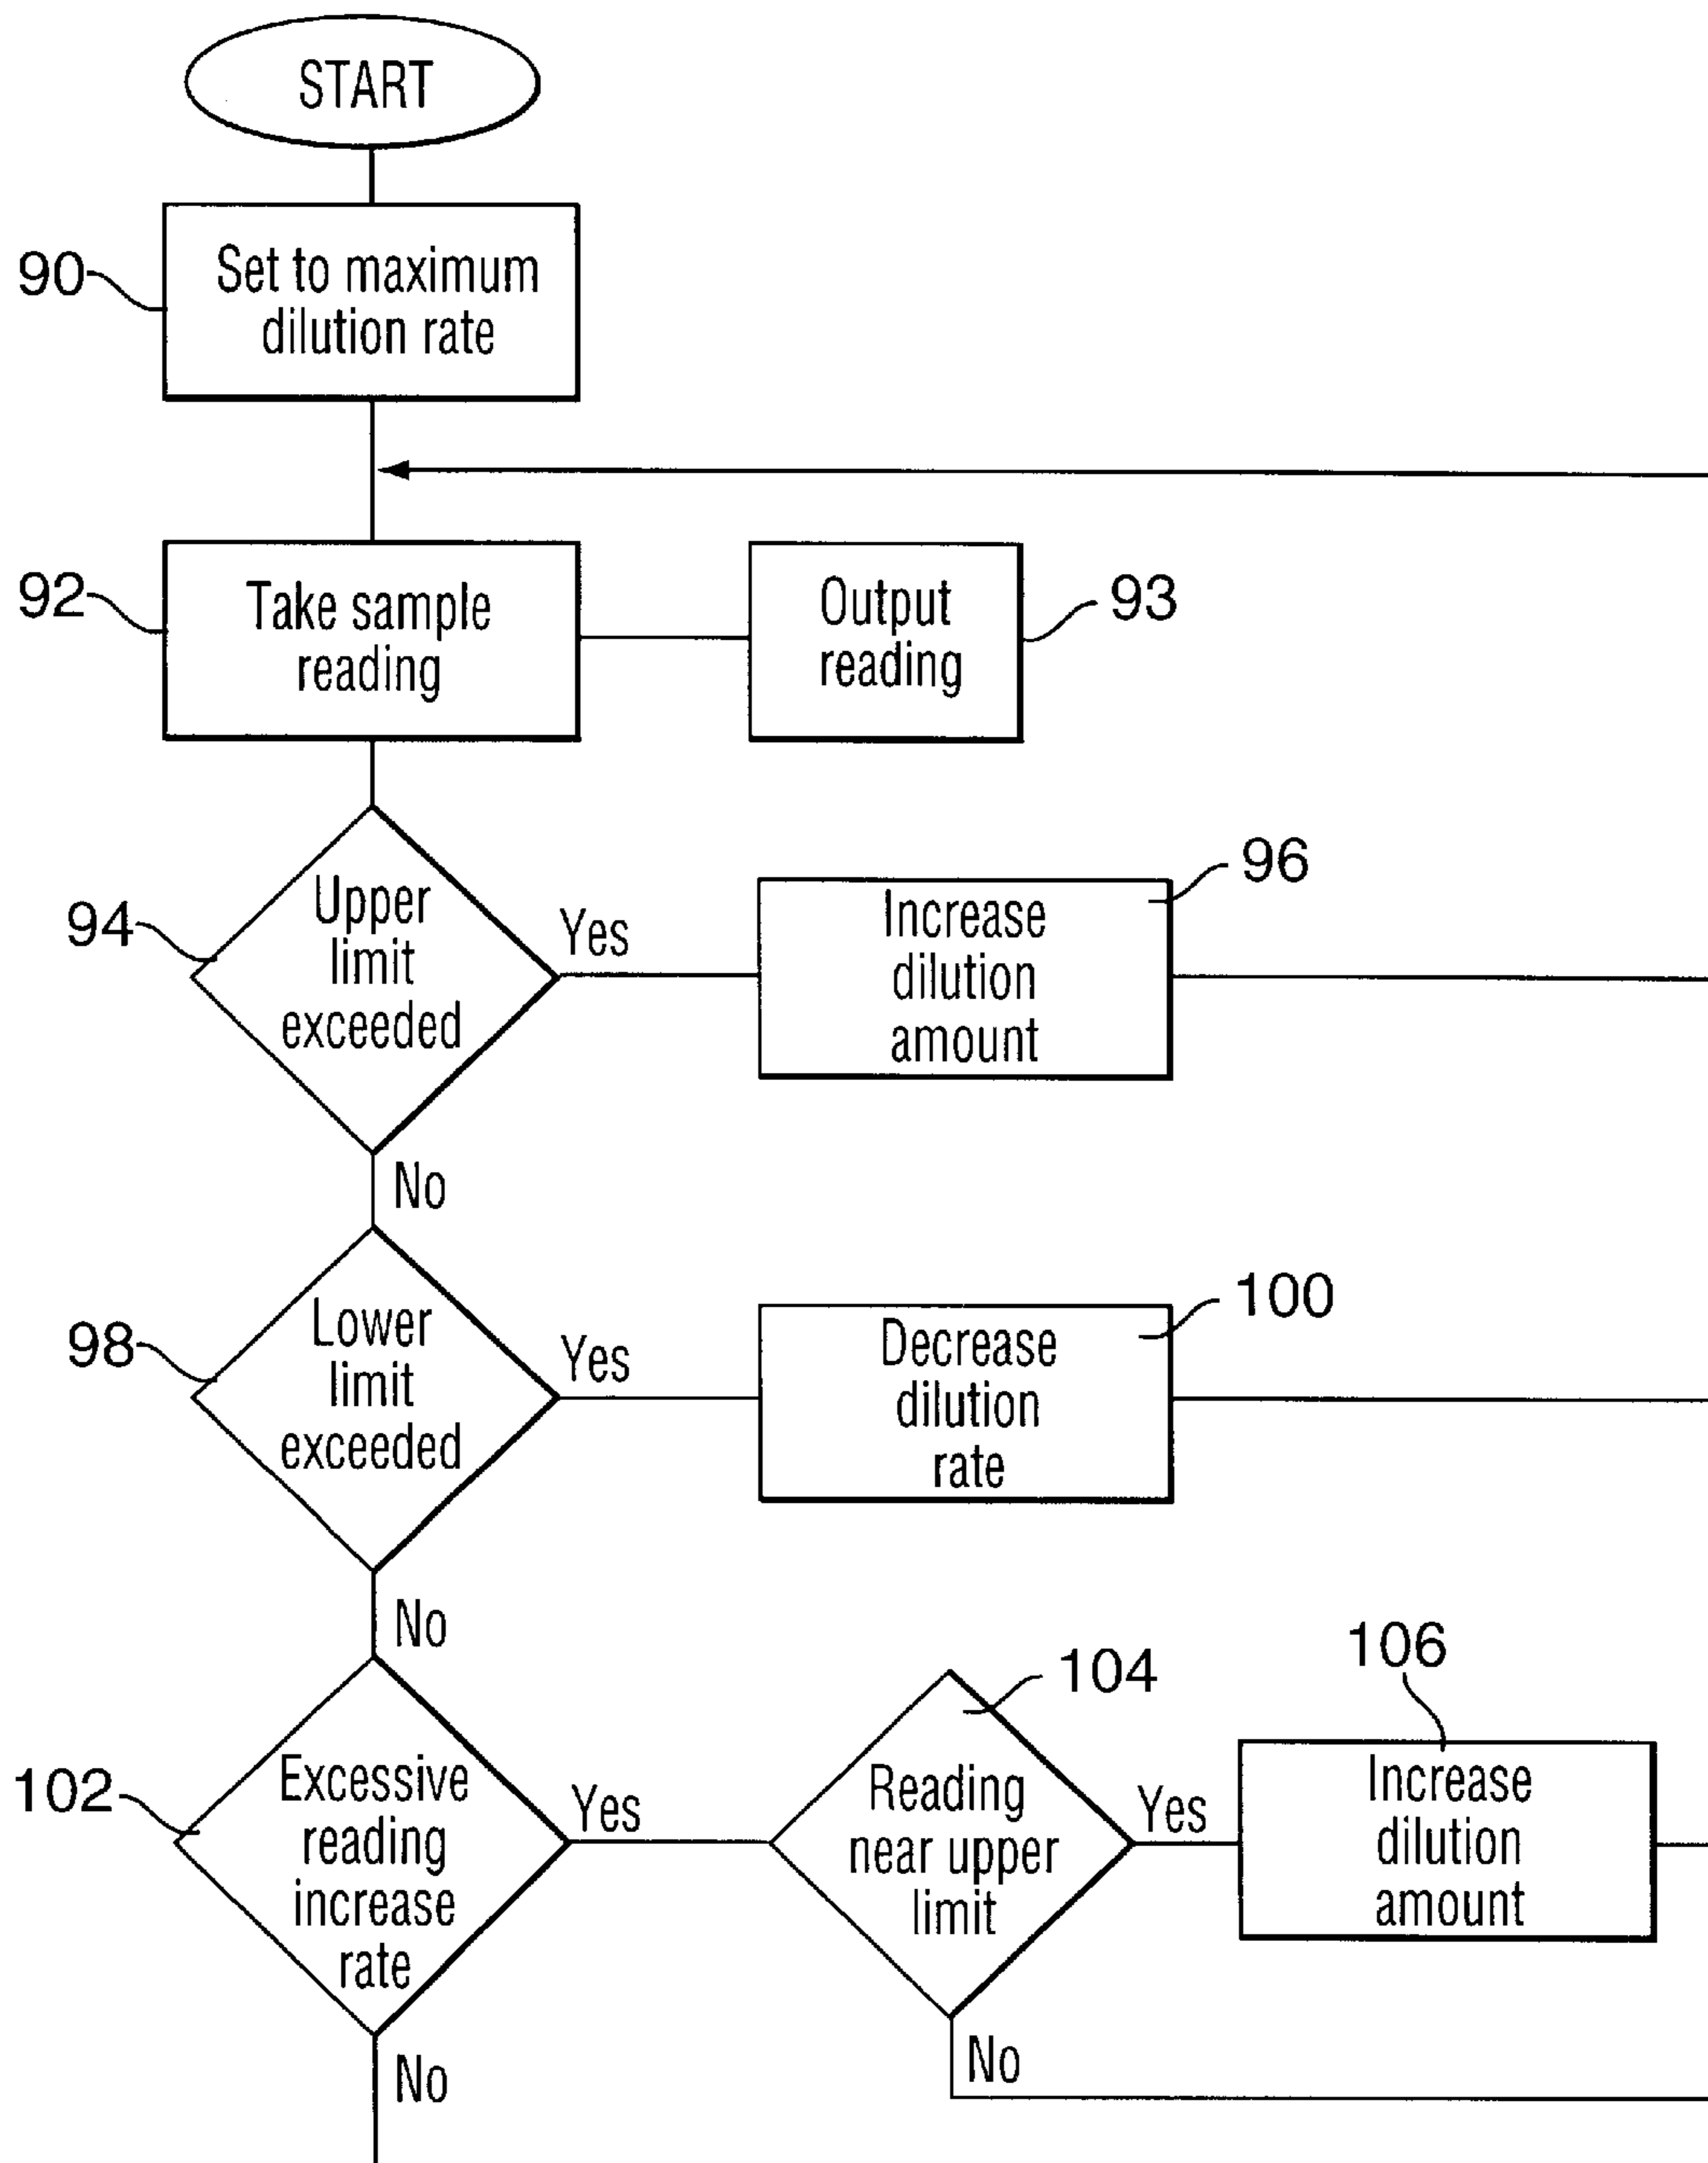 START
90
Set to maximum
dilution rate
92
Take sample
reading
Output
reading
93
94
Upper
limit
exceeded
Yes
96
Increase
dilution
amount
No
98
Lower
limit
exceeded
Yes
100
Decrease
dilution
rate
No
102
Excessive
reading
increase
rate
Yes
104
Reading
near upper
limit
Yes
106
Increase
dilution
amount
No
No